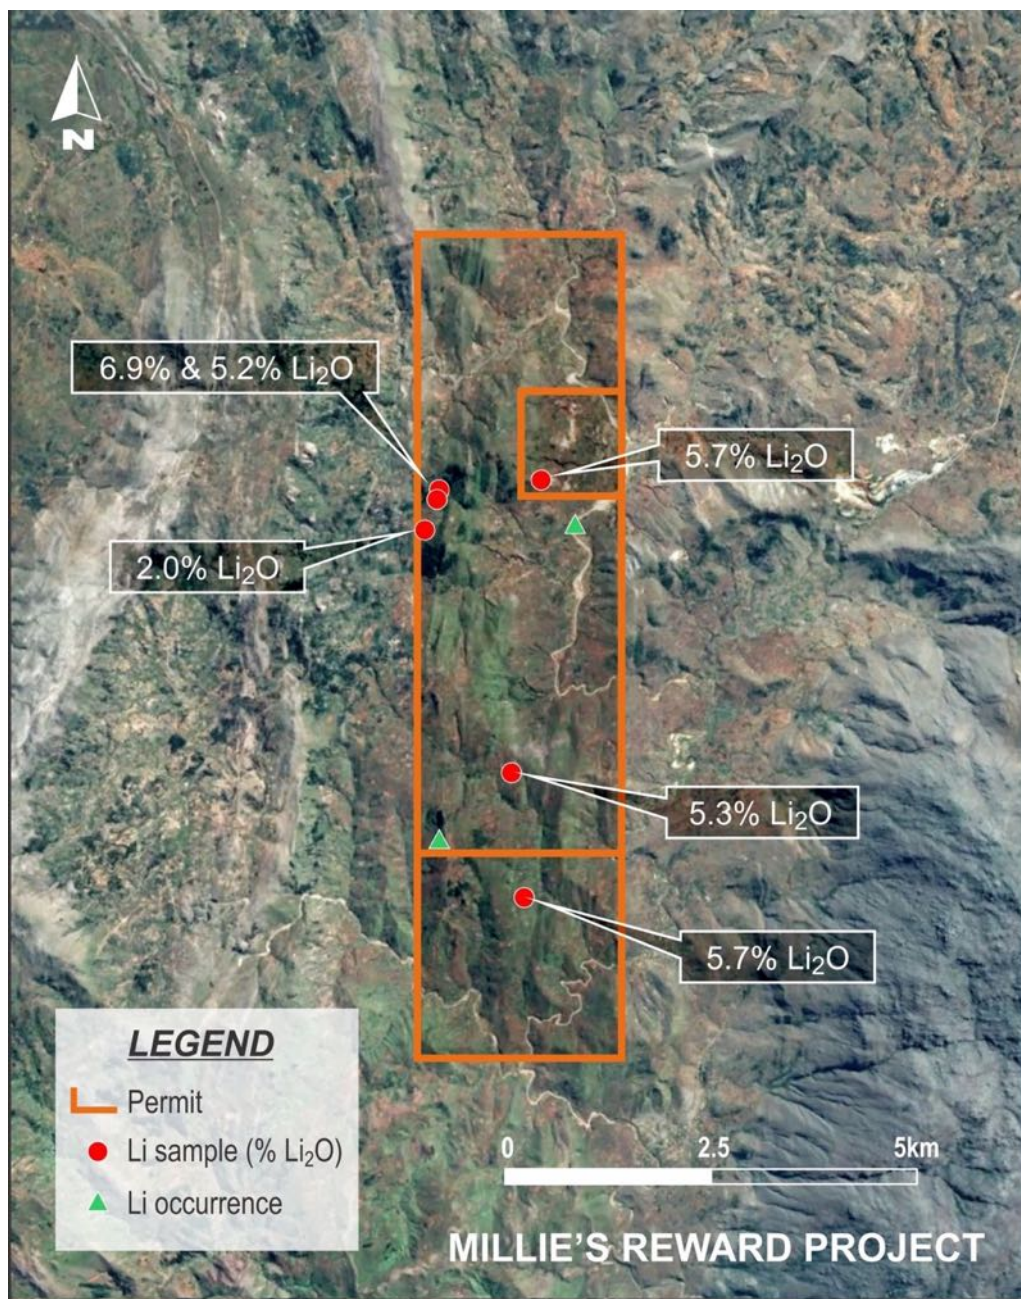 N
6.9% & 5.2% Li₂O
5.7% Li₂O
2.0% Li₂O
5.3% Li₂O
5.7% Li₂O
LEGEND
Permit
Li sample (% Li₂O)
Li occurrence
0 2.5 5km
MILLIE'S REWARD PROJECT